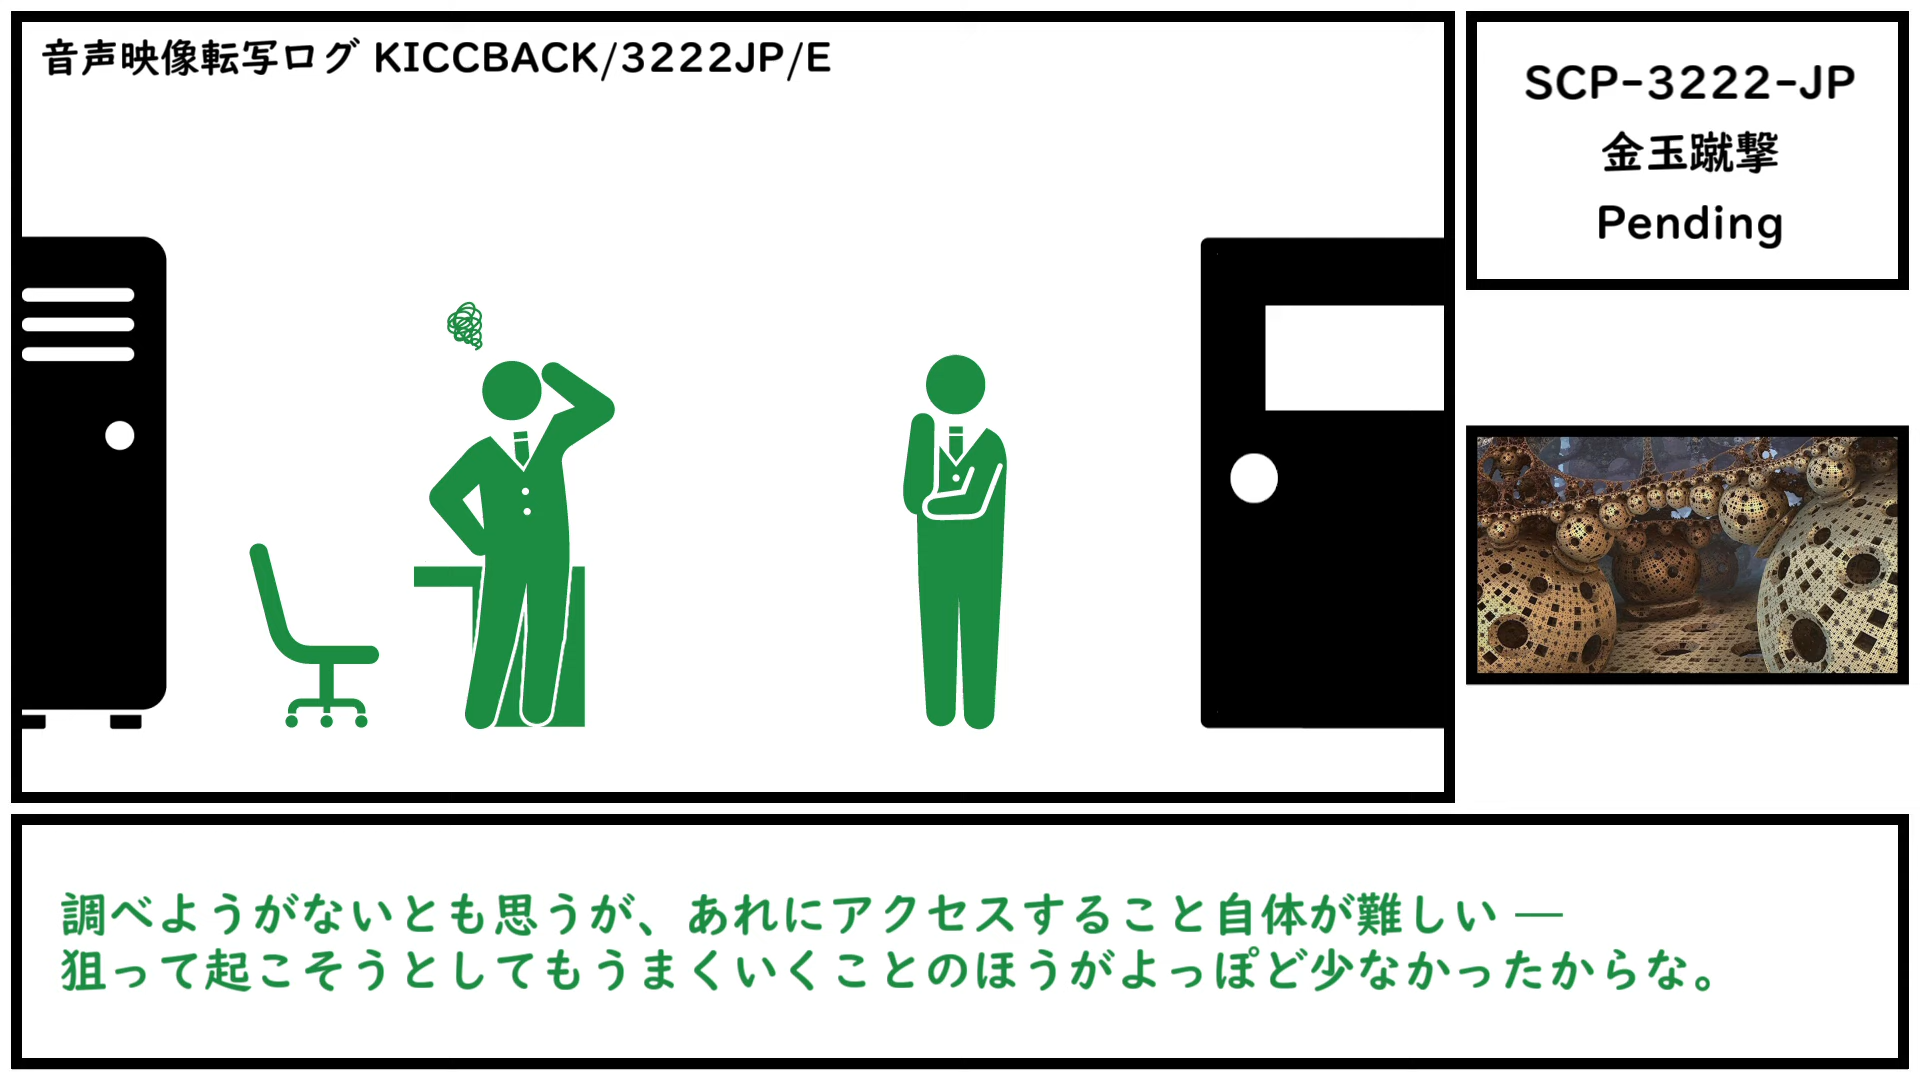 音声映像転写ログ KICCBACK/3222JP/E
SCP-3222-JP
金玉蹴撃
Pending
調べようがないとも思うが、あれにアクセスすること自体が難しい ―
狙って起こそうとしてもうまくいくことのほうがよっぽど少なかったからな。